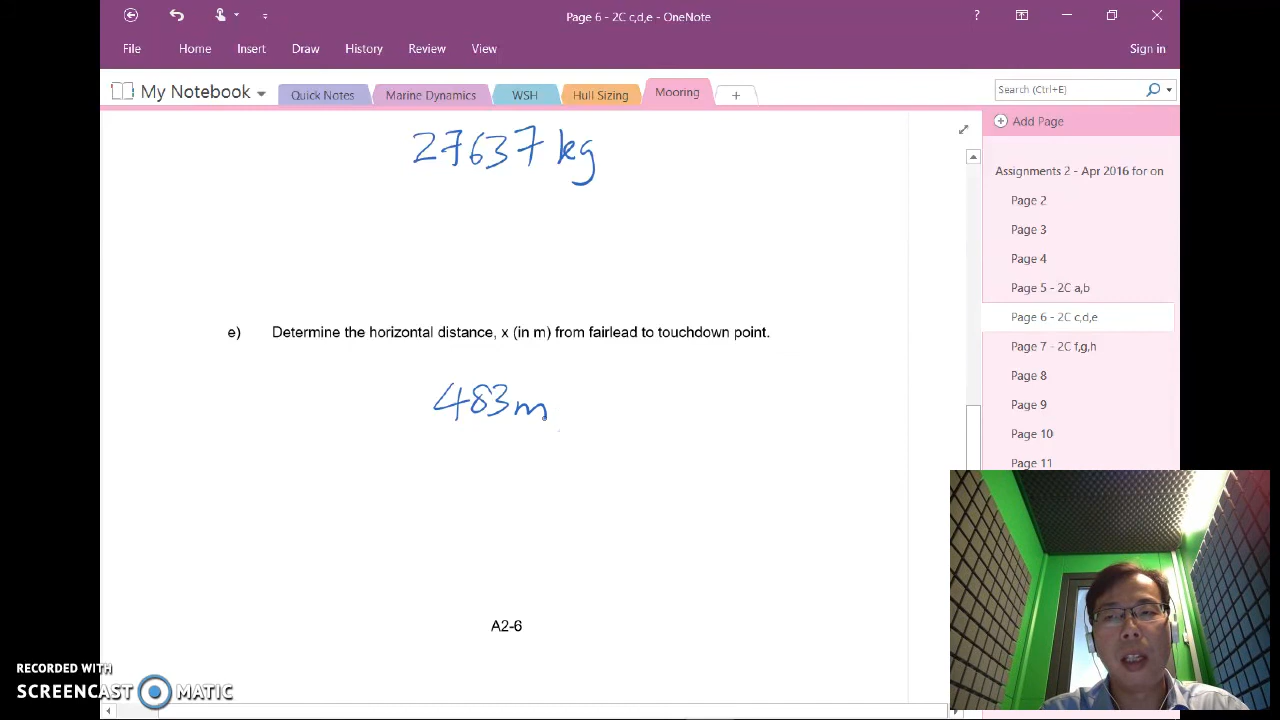 Page 6 - 2C c,d,e - OneNote
?
File Home Insert Draw History Review View Sign in
My Notebook Quick Notes Marine Dynamics WSH Hull Sizing Mooring + Search (Ctrl+E)
Add Page
27637 kg
Assignments 2 - Apr 2016 for on
Page 2
Page 3
Page 4
Page 5 - 2C a,b
Page 6 - 2C c,d,e
Page 7 - 2C f,g,h
Page 8
Page 9
Page 10
Page 11
e) Determine the horizontal distance, x (in m) from fairlead to touchdown point.
483m
A2-6
RECORDED WITH
SCREENCAST MATIC